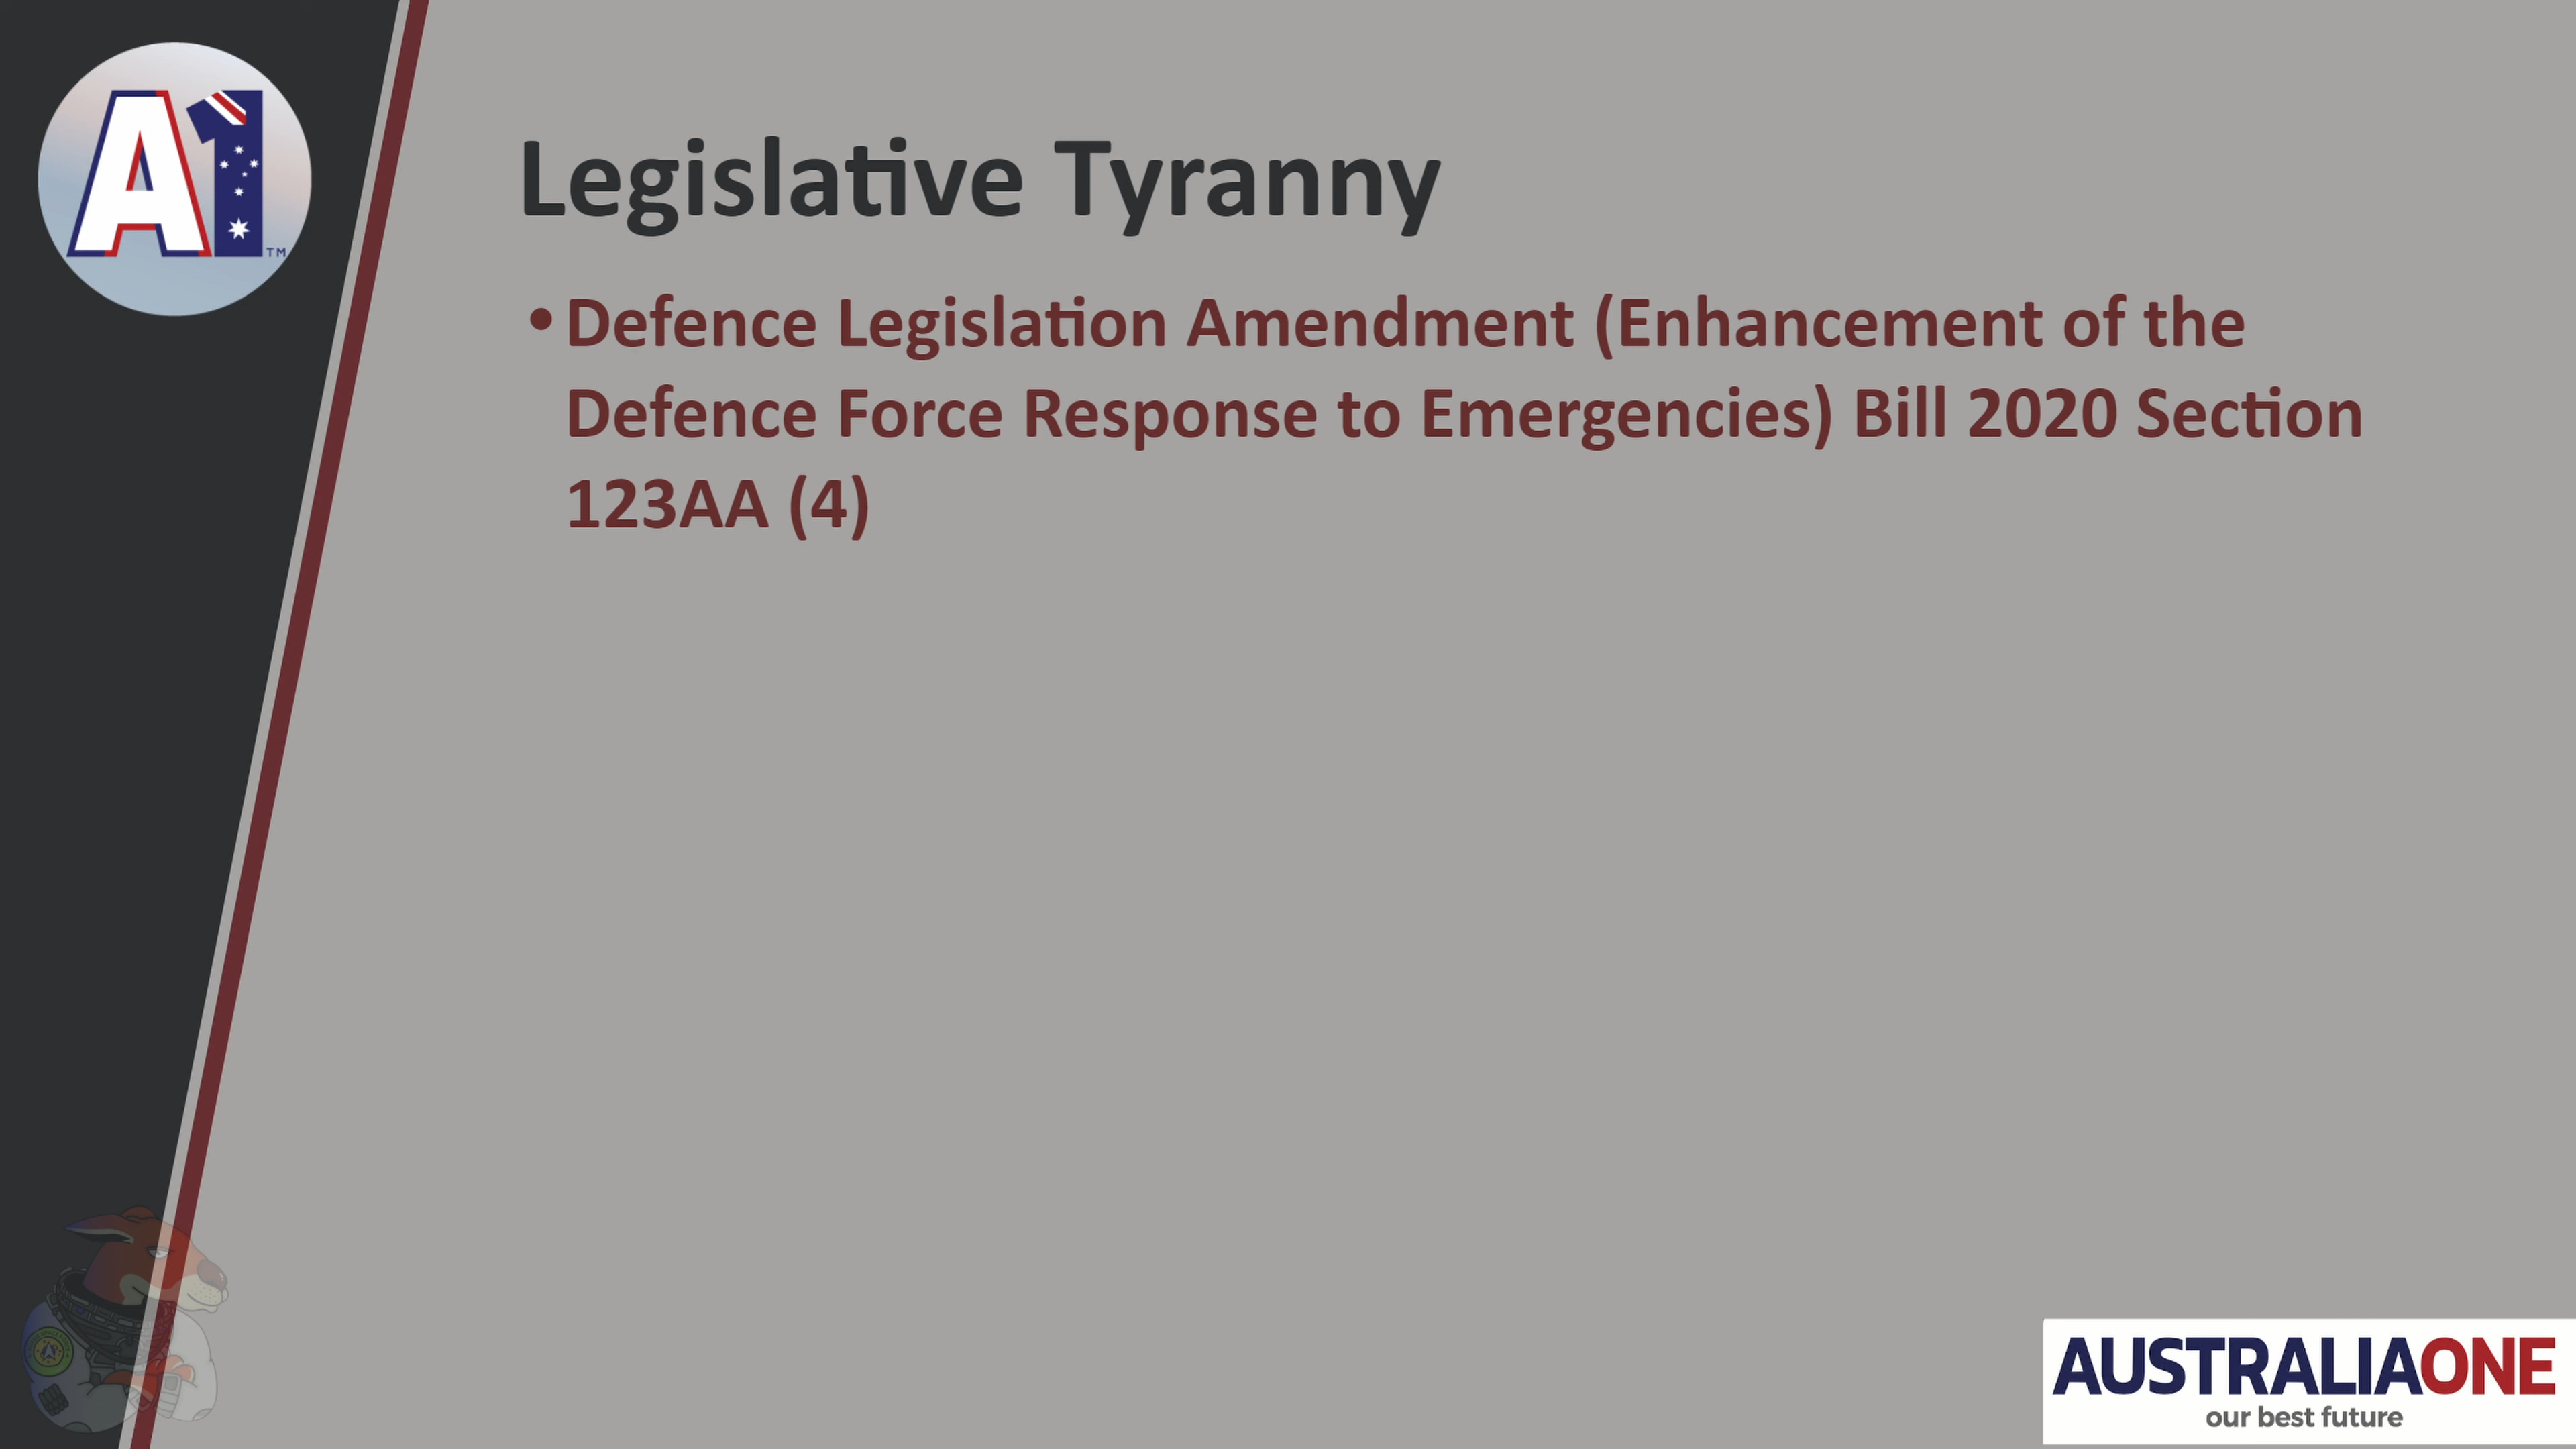 A1
TM
Legislative Tyranny
• Defence Legislation Amendment (Enhancement of the
Defence Force Response to Emergencies) Bill 2020 Section
123AA (4)
AUSTRALIAONE
our best future